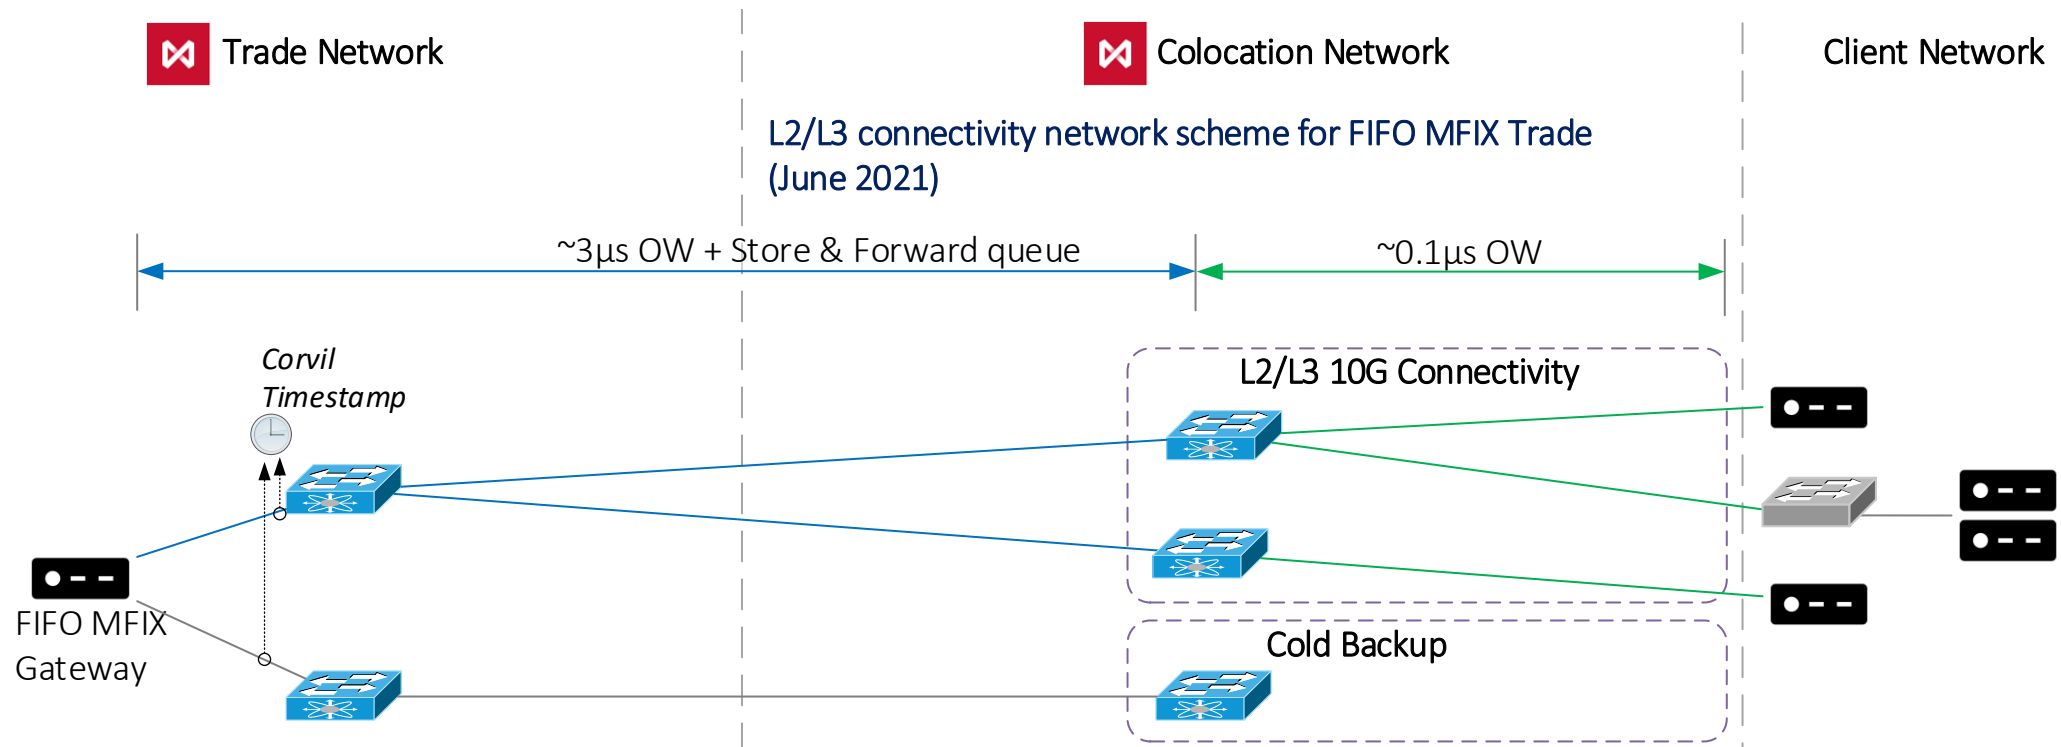 Trade Network
Colocation Network
Client Network
L2/L3 connectivity network scheme for FIFO MFIX Trade
(June 2021)
~3µs OW + Store & Forward queue
~0.1µs OW
Corvil
Timestamp
L2/L3 10G Connectivity
FIFO MFIX
Gateway
Cold Backup